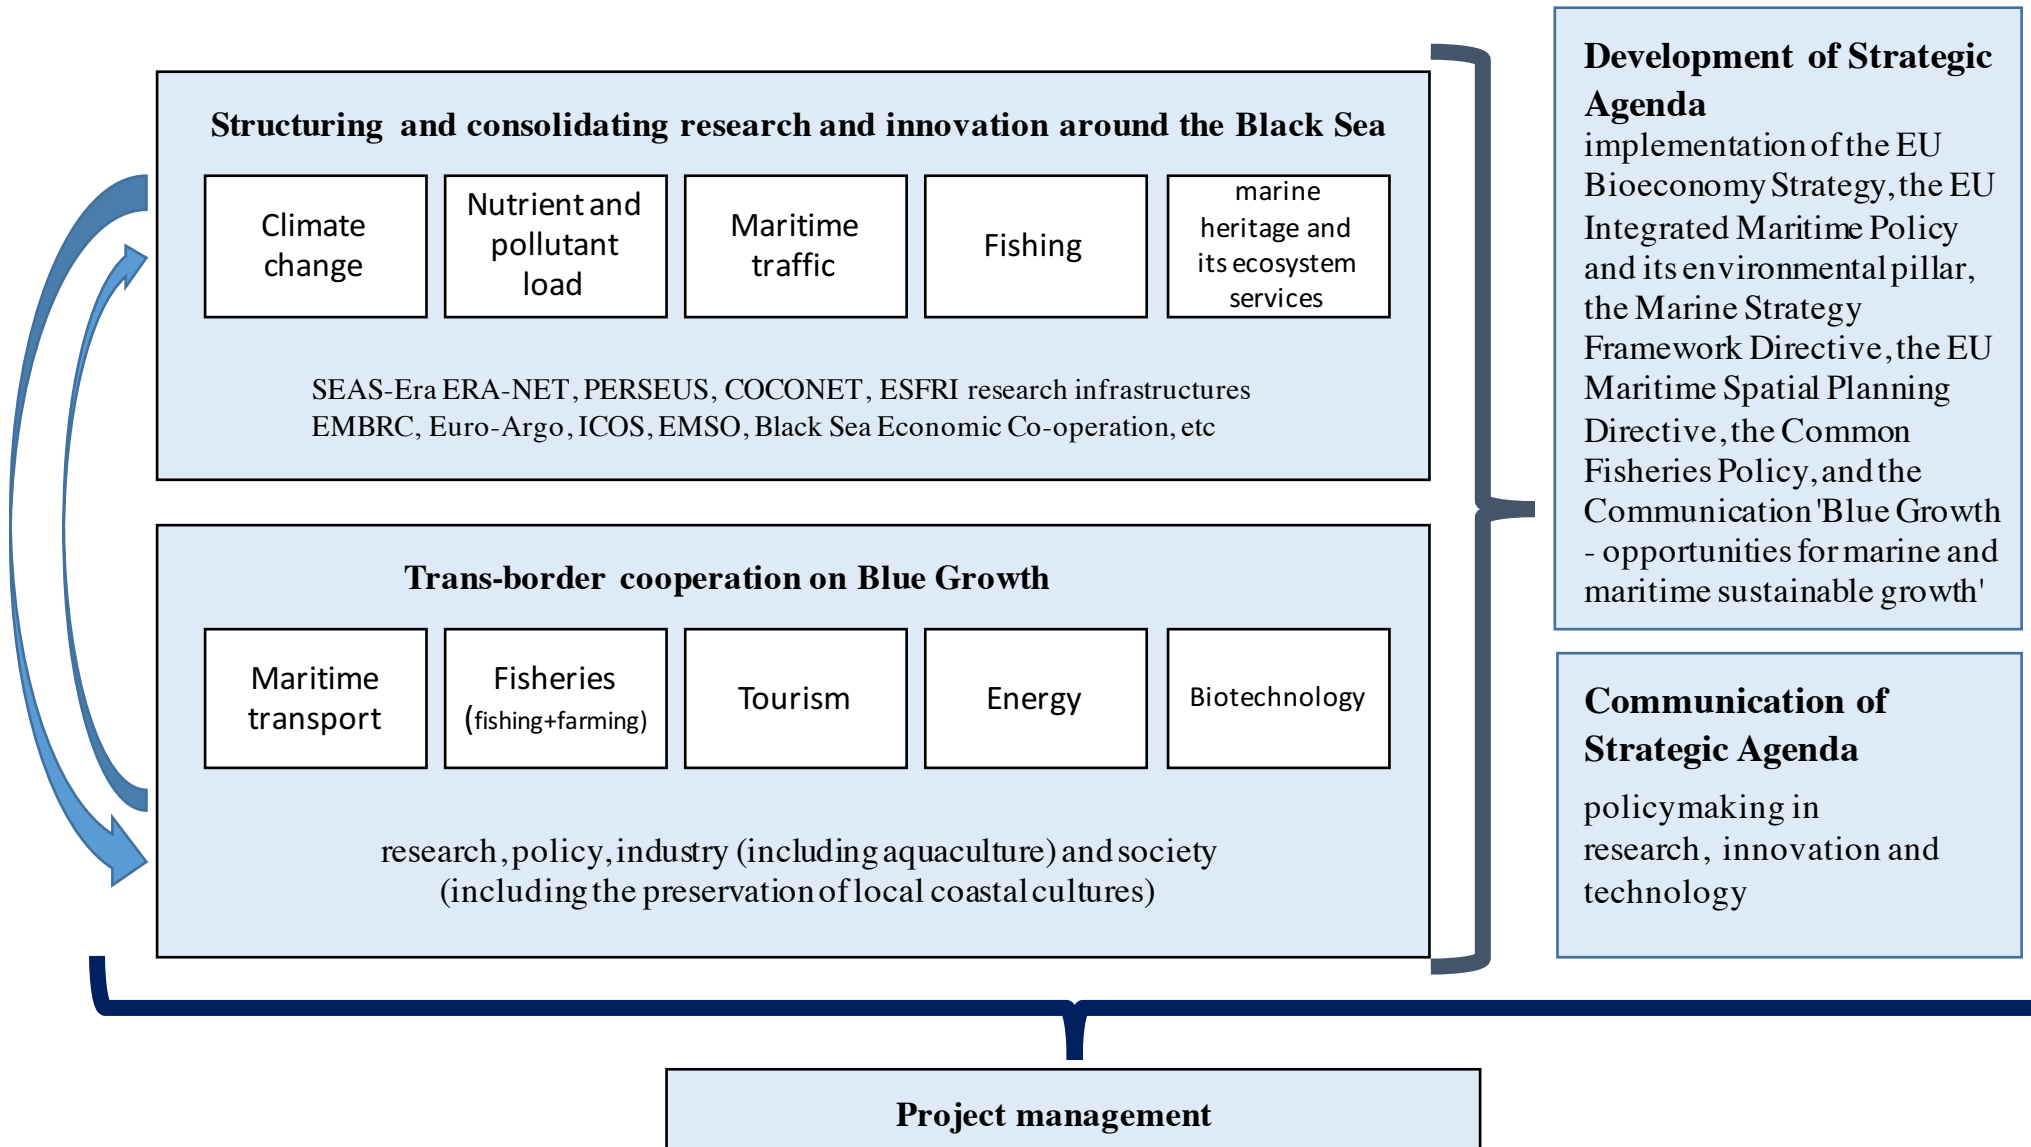 Structuring and consolidating research and innovation around the Black Sea
Climate
change
Nutrient and
pollutant
load
Maritime
traffic
Fishing
marine
heritage and
its ecosystem
services
SEAS-Era ERA-NET, PERSEUS, COCONET, ESFRI research infrastructures
EMBRC, Euro-Argo, ICOS, EMSO, Black Sea Economic Co-operation, etc
Trans-border cooperation on Blue Growth
Maritime
transport
Fisheries
(fishing+farming)
Tourism
Energy
Biotechnology
research, policy, industry (including aquaculture) and society
(including the preservation of local coastal cultures)
Development of Strategic
Agenda
implementation of the EU
Bioeconomy Strategy, the EU
Integrated Maritime Policy
and its environmental pillar,
the Marine Strategy
Framework Directive, the EU
Maritime Spatial Planning
Directive, the Common
Fisheries Policy, and the
Communication 'Blue Growth
- opportunities for marine and
maritime sustainable growth'
Communication of
Strategic Agenda
policymaking in
research, innovation and
technology
Project management